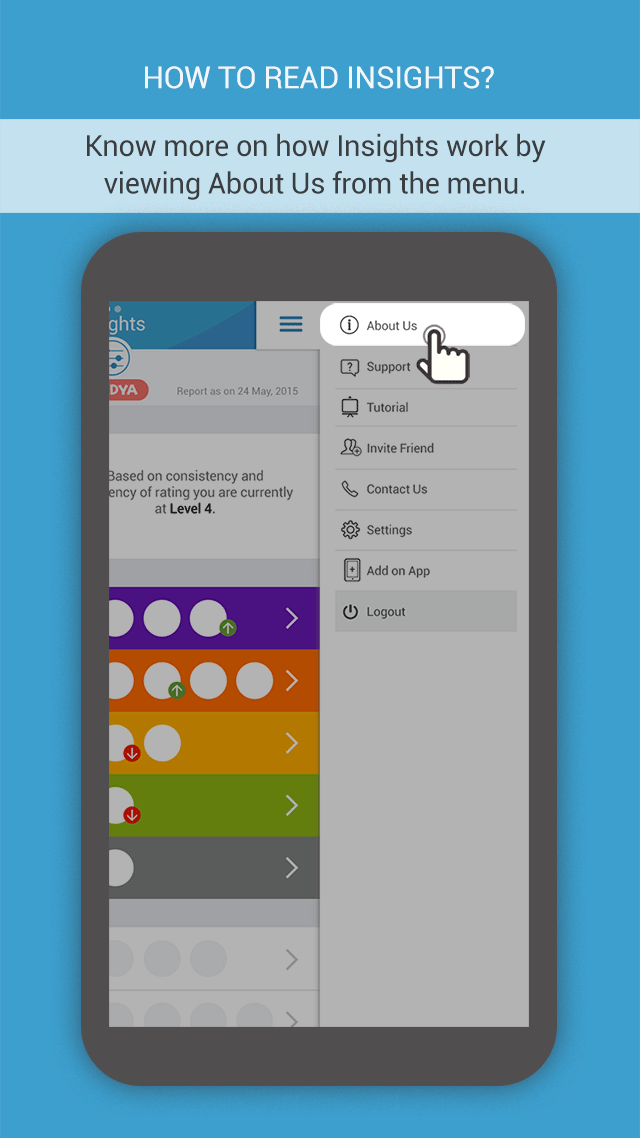 HOW TO READ INSIGHTS?
Know more on how Insights work by
viewing About Us from the menu.
ghts
DYA
Report as on 24 May, 2015
Based on consistency and
ency of rating you are currently
at Level 4.
About Us
Support
Tutorial
Invite Friend
Contact Us
Settings
Add on App
Logout